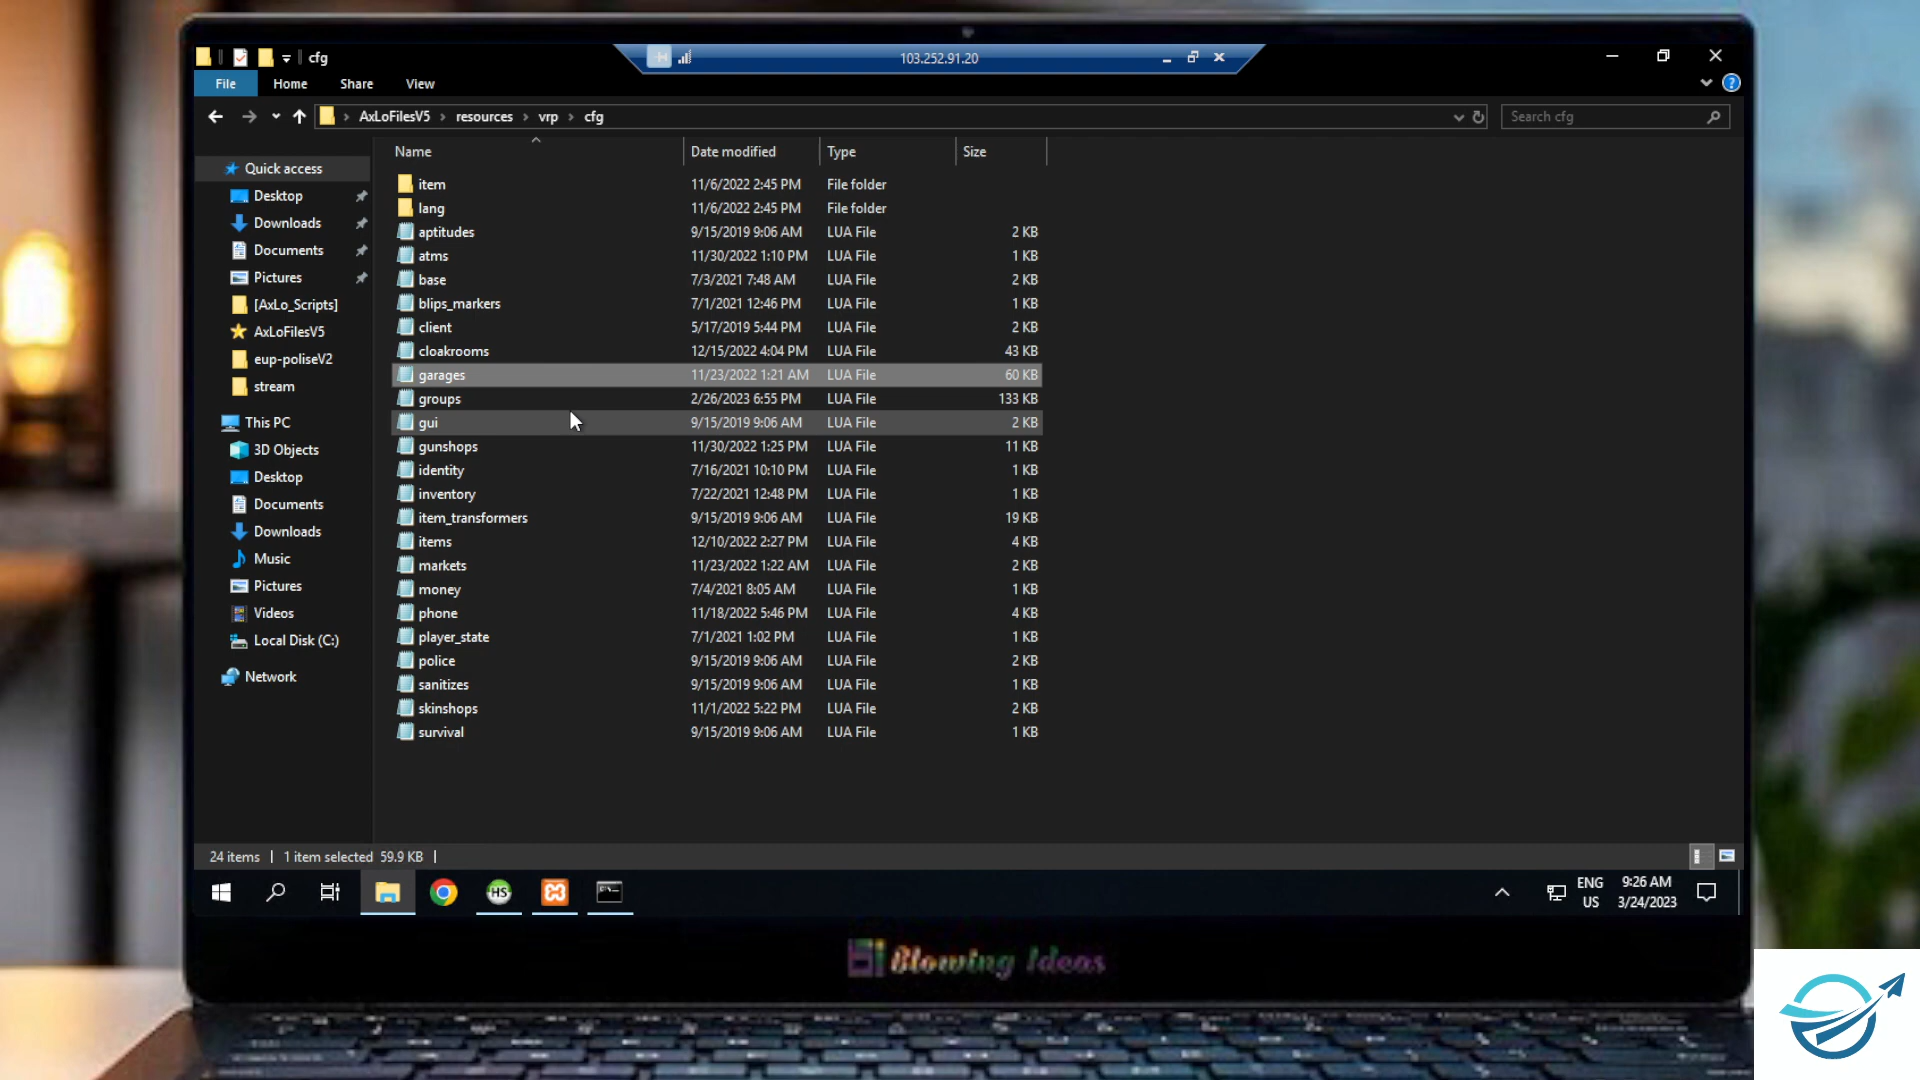 cfg
103.252.91.20
File Home Share View
AxLoFilesV5 resources vrp cfg
Search cfg
Name Date modified Type Size
Quick access
Desktop
Downloads
Documents
Pictures
[AxLo_Scripts]
AxLoFilesV5
eup-poliseV2
stream
This PC
3D Objects
Desktop
Documents
Downloads
Music
Pictures
Videos
Local Disk (C:)
Network
item 11/6/2022 2:45 PM File folder
lang 11/6/2022 2:45 PM File folder
aptitudes 9/15/2019 9:06 AM LUA File 2 KB
atms 11/30/2022 1:10 PM LUA File 1 KB
base 7/3/2021 7:48 AM LUA File 2 KB
blips_markers 7/1/2021 12:46 PM LUA File 1 KB
client 5/17/2019 5:44 PM LUA File 2 KB
cloakrooms 12/15/2022 4:04 PM LUA File 43 KB
garages 11/23/2022 1:21 AM LUA File 60 KB
groups 2/26/2023 6:55 PM LUA File 133 KB
gui 9/15/2019 9:06 AM LUA File 2 KB
gunshops 11/30/2022 1:25 PM LUA File 11 KB
identity 7/16/2021 10:10 PM LUA File 1 KB
inventory 7/22/2021 12:48 PM LUA File 1 KB
item_transformers 9/15/2019 9:06 AM LUA File 19 KB
items 12/10/2022 2:27 PM LUA File 4 KB
markets 11/23/2022 1:22 AM LUA File 2 KB
money 7/4/2021 8:05 AM LUA File 1 KB
phone 11/18/2022 5:46 PM LUA File 4 KB
player_state 7/1/2021 1:02 PM LUA File 1 KB
police 9/15/2019 9:06 AM LUA File 2 KB
sanitizes 9/15/2019 9:06 AM LUA File 1 KB
skinshops 11/1/2022 5:22 PM LUA File 2 KB
survival 9/15/2019 9:06 AM LUA File 1 KB
24 items 1 item selected 59.9 KB
HS
ENG 9:26 AM
US 3/24/2023
Blowing Ideas